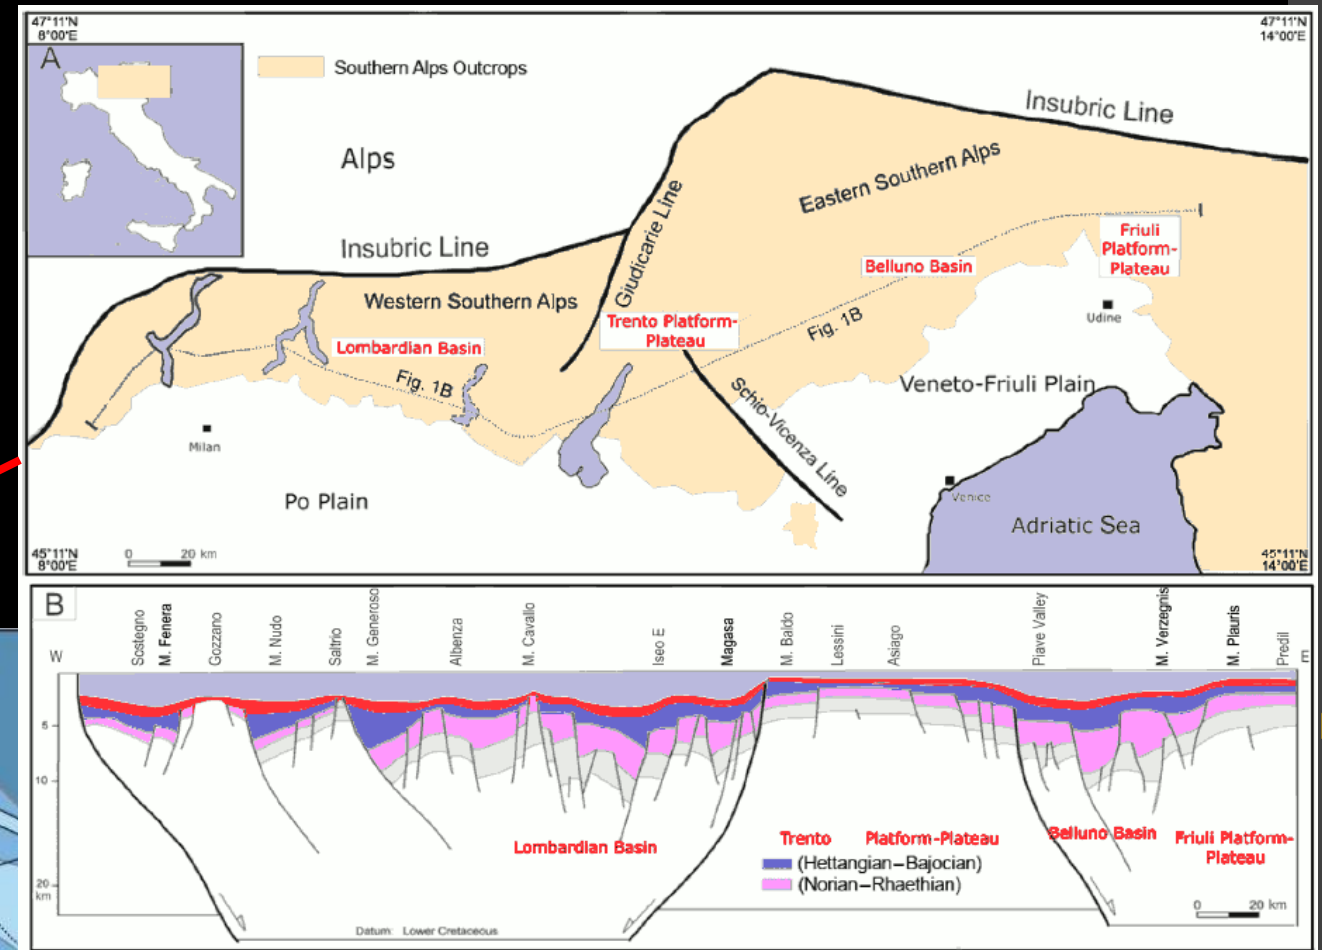 47°11'N
8°00'E
47°11'N
14°00'E
A
Southern Alps Outcrops
Insubric Line
Alps
Eastern Southern Alps
Giudicarie Line
Insubric Line
Friuli
Platform-
Plateau
Belluno Basin
Western Southern Alps
Trento Platform-
Plateau
Udine
Fig. 1B
Lombardian Basin
Fig. 1B
Veneto-Friuli Plain
Schio-Vicenza Line
Milan
Po Plain
Venice
Adriatic Sea
45°11'N
8°00'E
0 20 km
45°11'N
14°00'E
B
W
Sostegno
M. Fenera
Gozzano
M. Nudo
Saltrio
M. Generoso
Albenza
M. Cavallo
Iseo E
Magasa
M. Baldo
Lessini
Asiago
Piave Valley
M. Verzegnis
M. Plauris
Predil
E
5
10
20
km
Lombardian Basin
Trento Platform-Plateau
Belluno Basin
Friuli Platform-
Plateau
(Hettangian–Bajocian)
(Norian–Rhaethian)
0 20 km
Datum: Lower Cretaceous